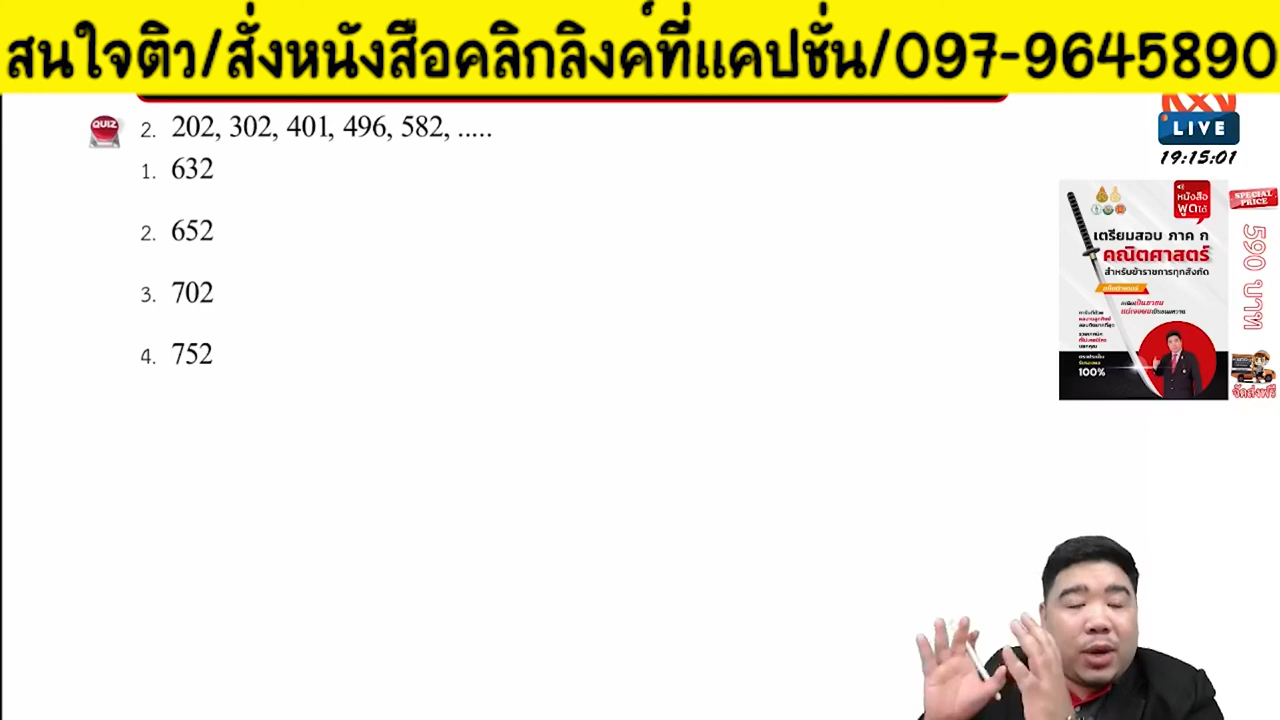 สนใจติว/สั่งหนังสือคลิกลิงค์ที่แคปชั่น/097-9645890
QUIZ
2. 202, 302, 401, 496, 582, .....
1. 632
2. 652
3. 702
4. 752
LIVE
19:15:01
หนังสือ
พูดได้
เตรียมสอบ ภาค ก
คณิตศาสตร์
สำหรับข้าราชการทุกสังกัด
100%
SPECIAL
PRICE
590 บาท
จัดส่งฟรี